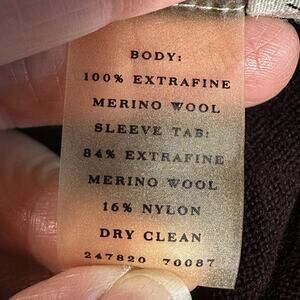 BODY:
100% EXTRAFINE
MERINO WOOL
SLEEVE TAB:
84% EXTRAFINE
MERINO WOOL
16% NYLON
DRY CLEAN
247820 70087